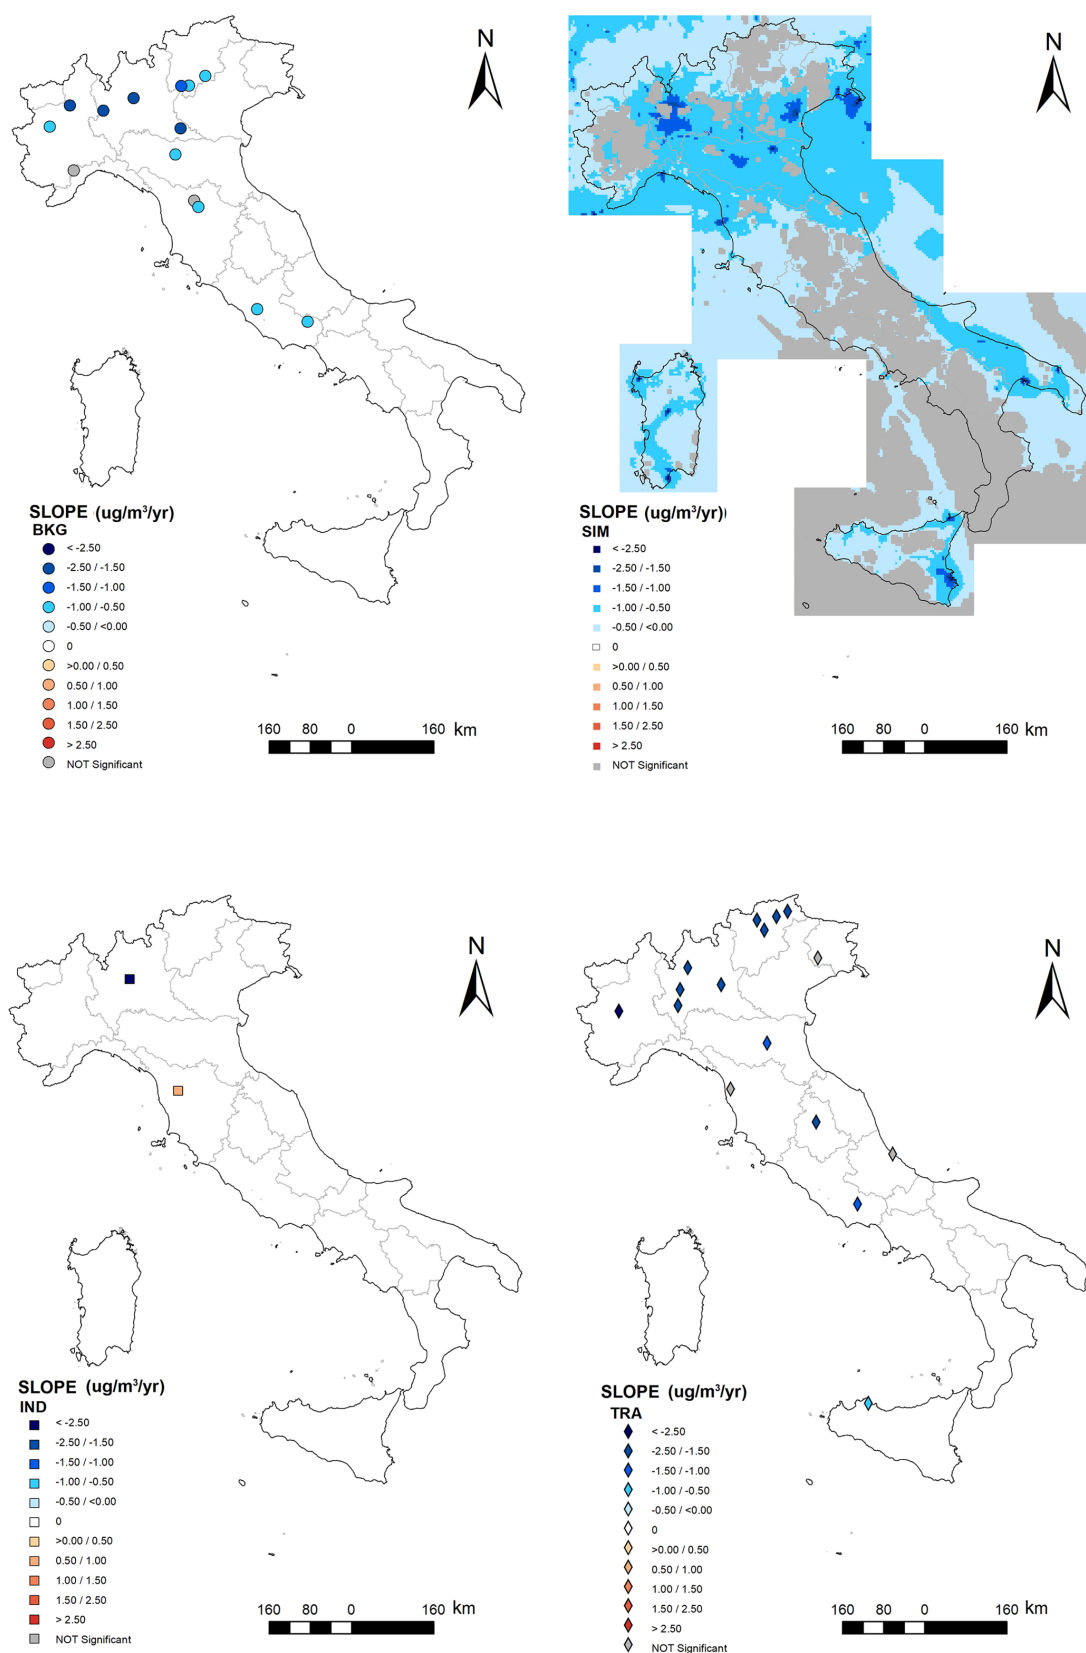 N
SLOPE (ug/m³/yr)
BKG
< -2.50
-2.50 / -1.50
-1.50 / -1.00
-1.00 / -0.50
-0.50 / <0.00
0
>0.00 / 0.50
0.50 / 1.00
1.00 / 1.50
1.50 / 2.50
> 2.50
NOT Significant
160 80 0 160 km
N
SLOPE (ug/m³/yr)
SIM
< -2.50
-2.50 / -1.50
-1.50 / -1.00
-1.00 / -0.50
-0.50 / <0.00
0
>0.00 / 0.50
0.50 / 1.00
1.00 / 1.50
1.50 / 2.50
> 2.50
NOT Significant
160 80 0 160 km
N
SLOPE (ug/m³/yr)
IND
< -2.50
-2.50 / -1.50
-1.50 / -1.00
-1.00 / -0.50
-0.50 / <0.00
0
>0.00 / 0.50
0.50 / 1.00
1.00 / 1.50
1.50 / 2.50
> 2.50
NOT Significant
160 80 0 160 km
N
SLOPE (ug/m³/yr)
TRA
< -2.50
-2.50 / -1.50
-1.50 / -1.00
-1.00 / -0.50
-0.50 / <0.00
0
>0.00 / 0.50
0.50 / 1.00
1.00 / 1.50
1.50 / 2.50
> 2.50
NOT Significant
160 80 0 160 km